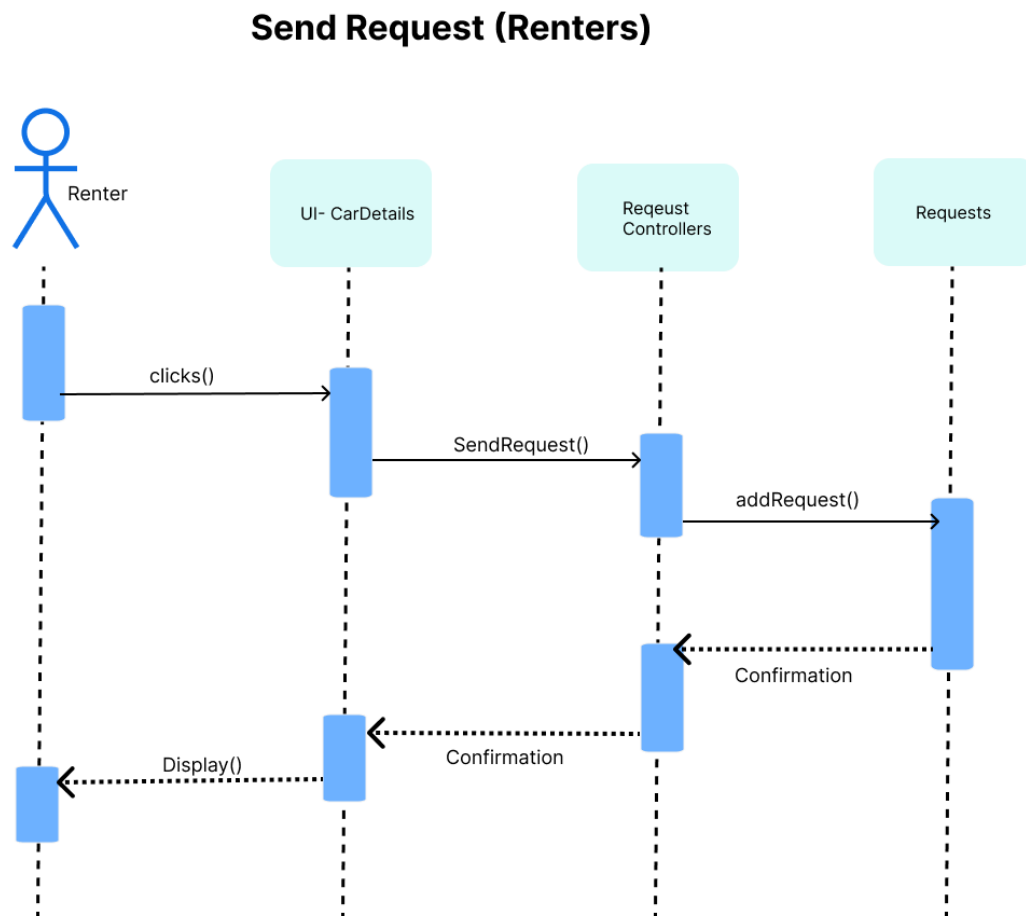 Send Request (Renters)
Renter
UI- CarDetails
Reqeust
Controllers
Requests
clicks()
SendRequest()
addRequest()
Confirmation
Confirmation
Display()